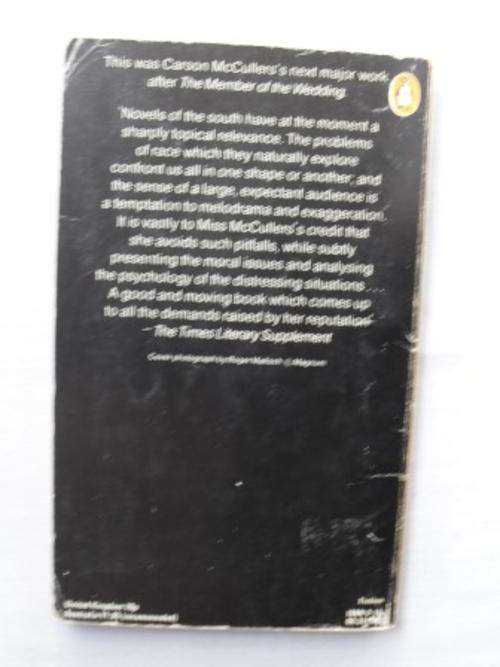 This was Carson McCullers's next major work
after The Member of the Wedding
'Novels of the south have at the moment a
sharply topical relevance. The problems
of race which they naturally explore
confront us all in one shape or another, and
the sense of a large, expectant audience is
a temptation to melodrama and exaggeration.
It is vastly to Miss McCullers's credit that
she avoids such pitfalls, while subtly
presenting the moral issues and analysing
the psychology of the distressing situations....
A good and moving book which comes up
to all the demands raised by her reputation'
– The Times Literary Supplement
Cover photograph by Roger
Fiction